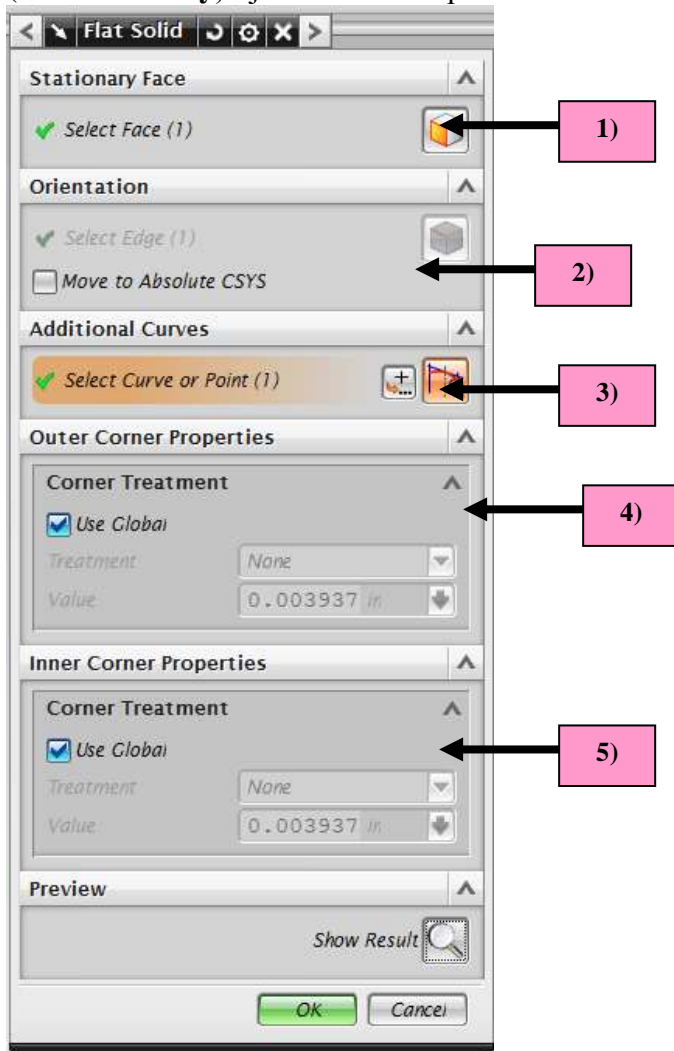 Flat Solid
Stationary Face
Select Face (1)
1)
Orientation
Select Edge (1)
2)
Move to Absolute CSYS
Additional Curves
Select Curve or Point (1)
3)
Outer Corner Properties
Corner Treatment
4)
Use Global
Treatment None
Value 0.003937 in
Inner Corner Properties
Corner Treatment
Use Global
5)
Treatment None
Value 0.003937 in
Preview
Show Result
OK Cancel